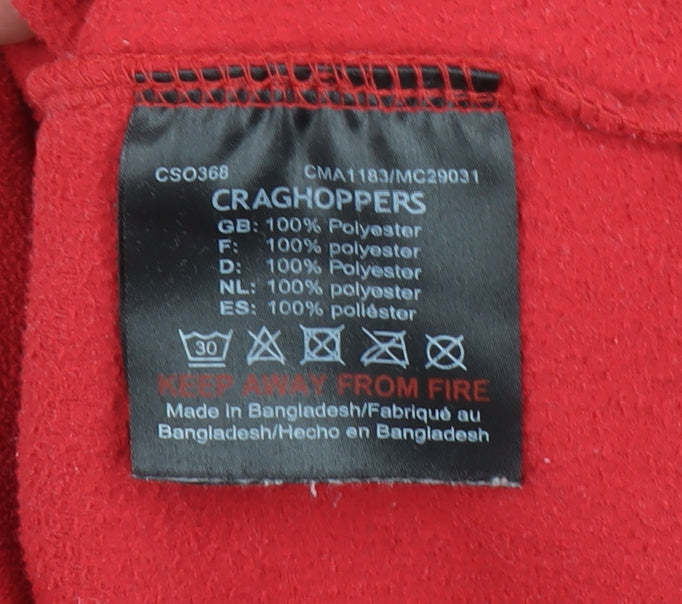 CSO368 CMA1183/MC29031
CRAGHOPPERS
GB: 100% Polyester
F: 100% polyester
D: 100% Polyester
NL: 100% polyester
ES: 100% poliéster
30
KEEP AWAY FROM FIRE
Made in Bangladesh/Fabriqué au
Bangladesh/Hecho en Bangladesh